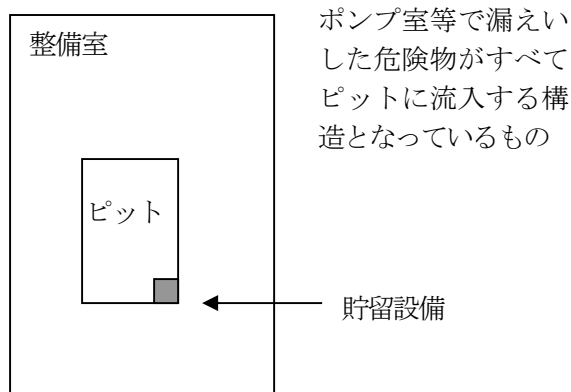 整備室
ポンプ室等で漏えい
した危険物がすべて
ピットに流入する構
造となっているもの
ピット
貯留設備